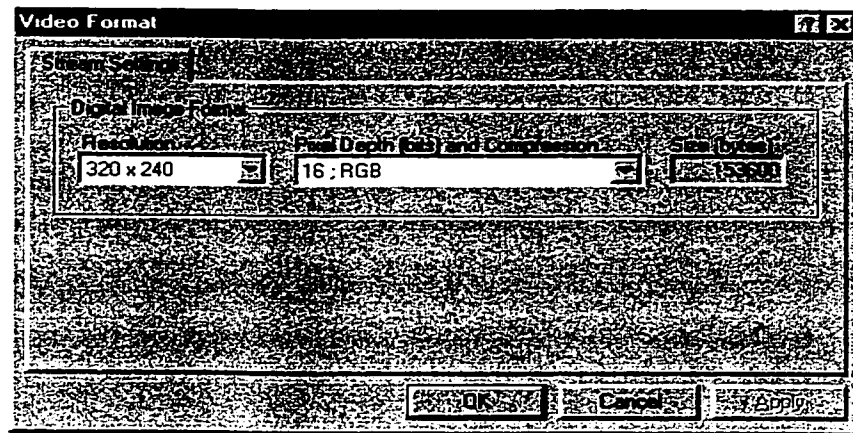 Video Format
Stream Settings
Digital Image Format
Resolution
Pixel Depth (bits) and Compression
Size (bytes)
320 x 240
16 ; RGB
153600
OK
Cancel
Apply